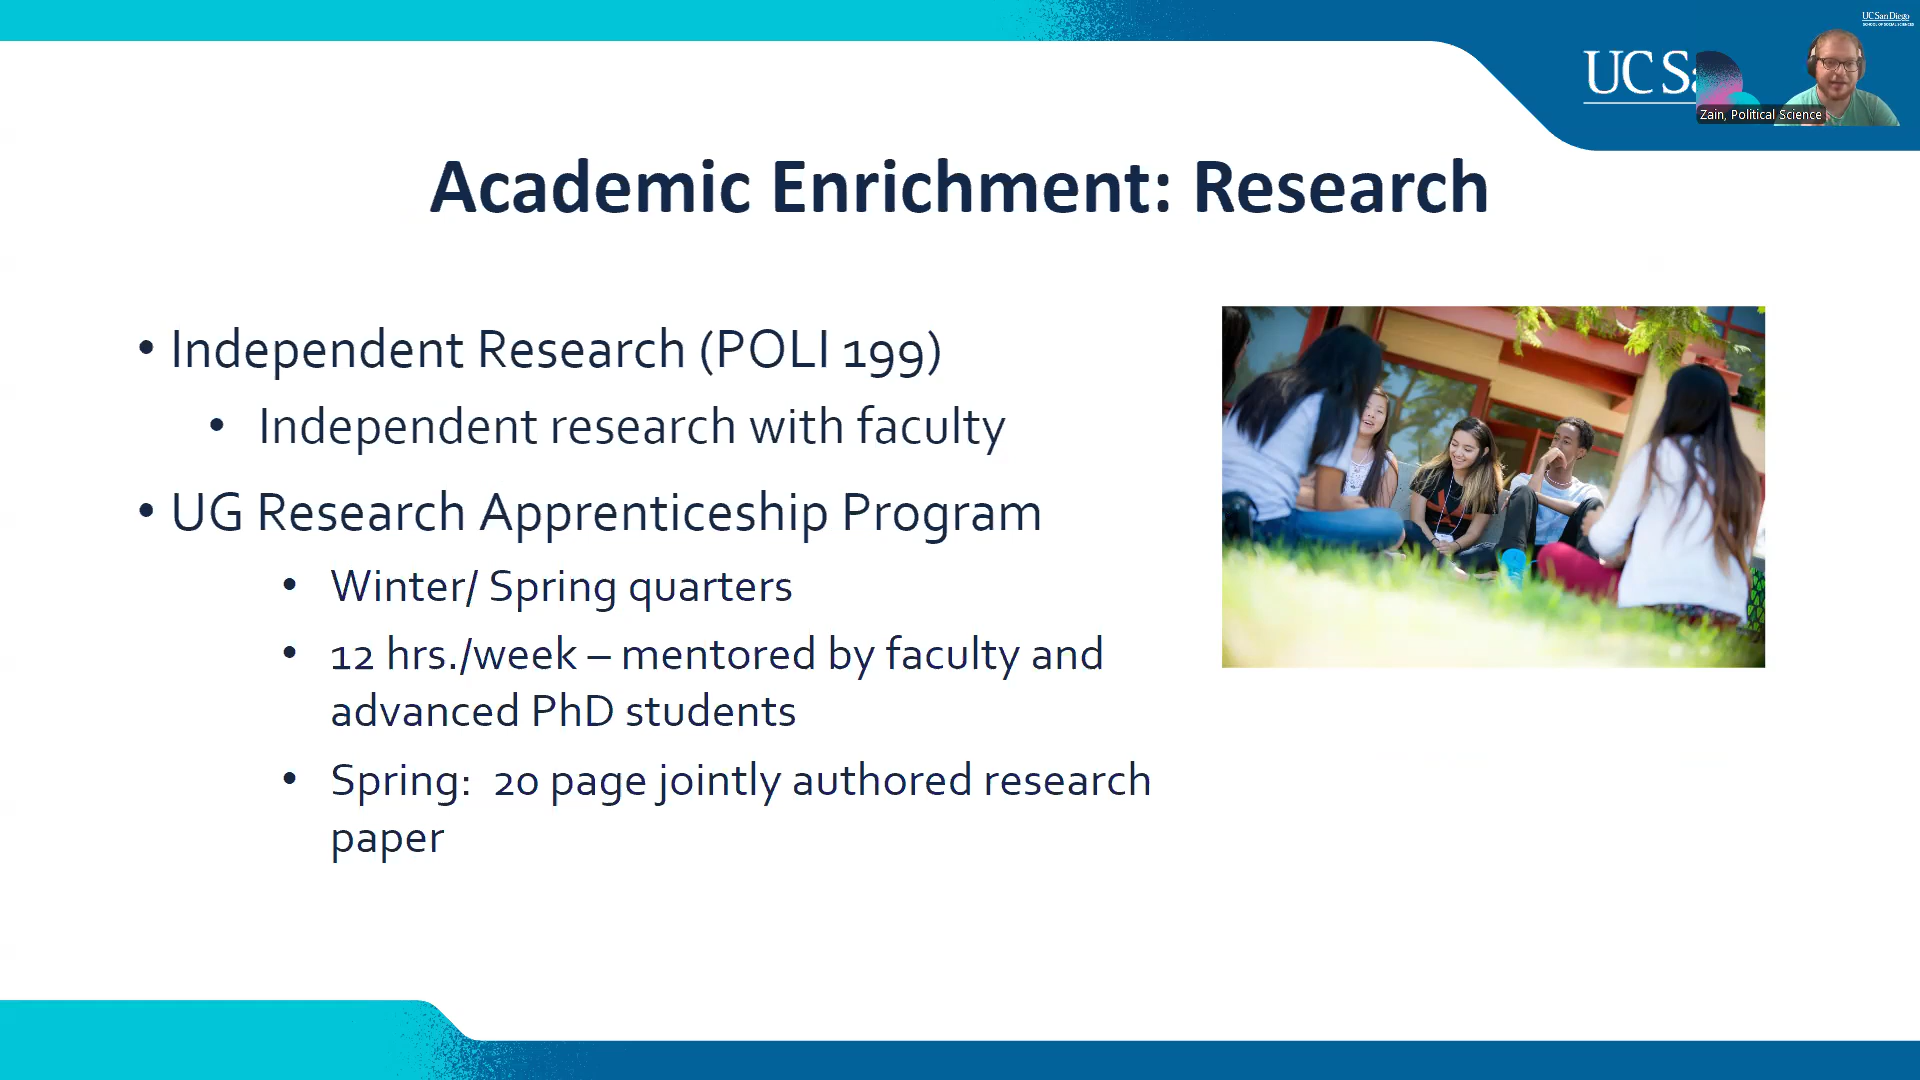 UC San Diego
SCHOOL OF SOCIAL SCIENCES
UC Sa
Zain, Political Science
Academic Enrichment: Research
• Independent Research (POLI 199)
• Independent research with faculty
• UG Research Apprenticeship Program
• Winter/ Spring quarters
• 12 hrs./week – mentored by faculty and
advanced PhD students
• Spring:  20 page jointly authored research
paper